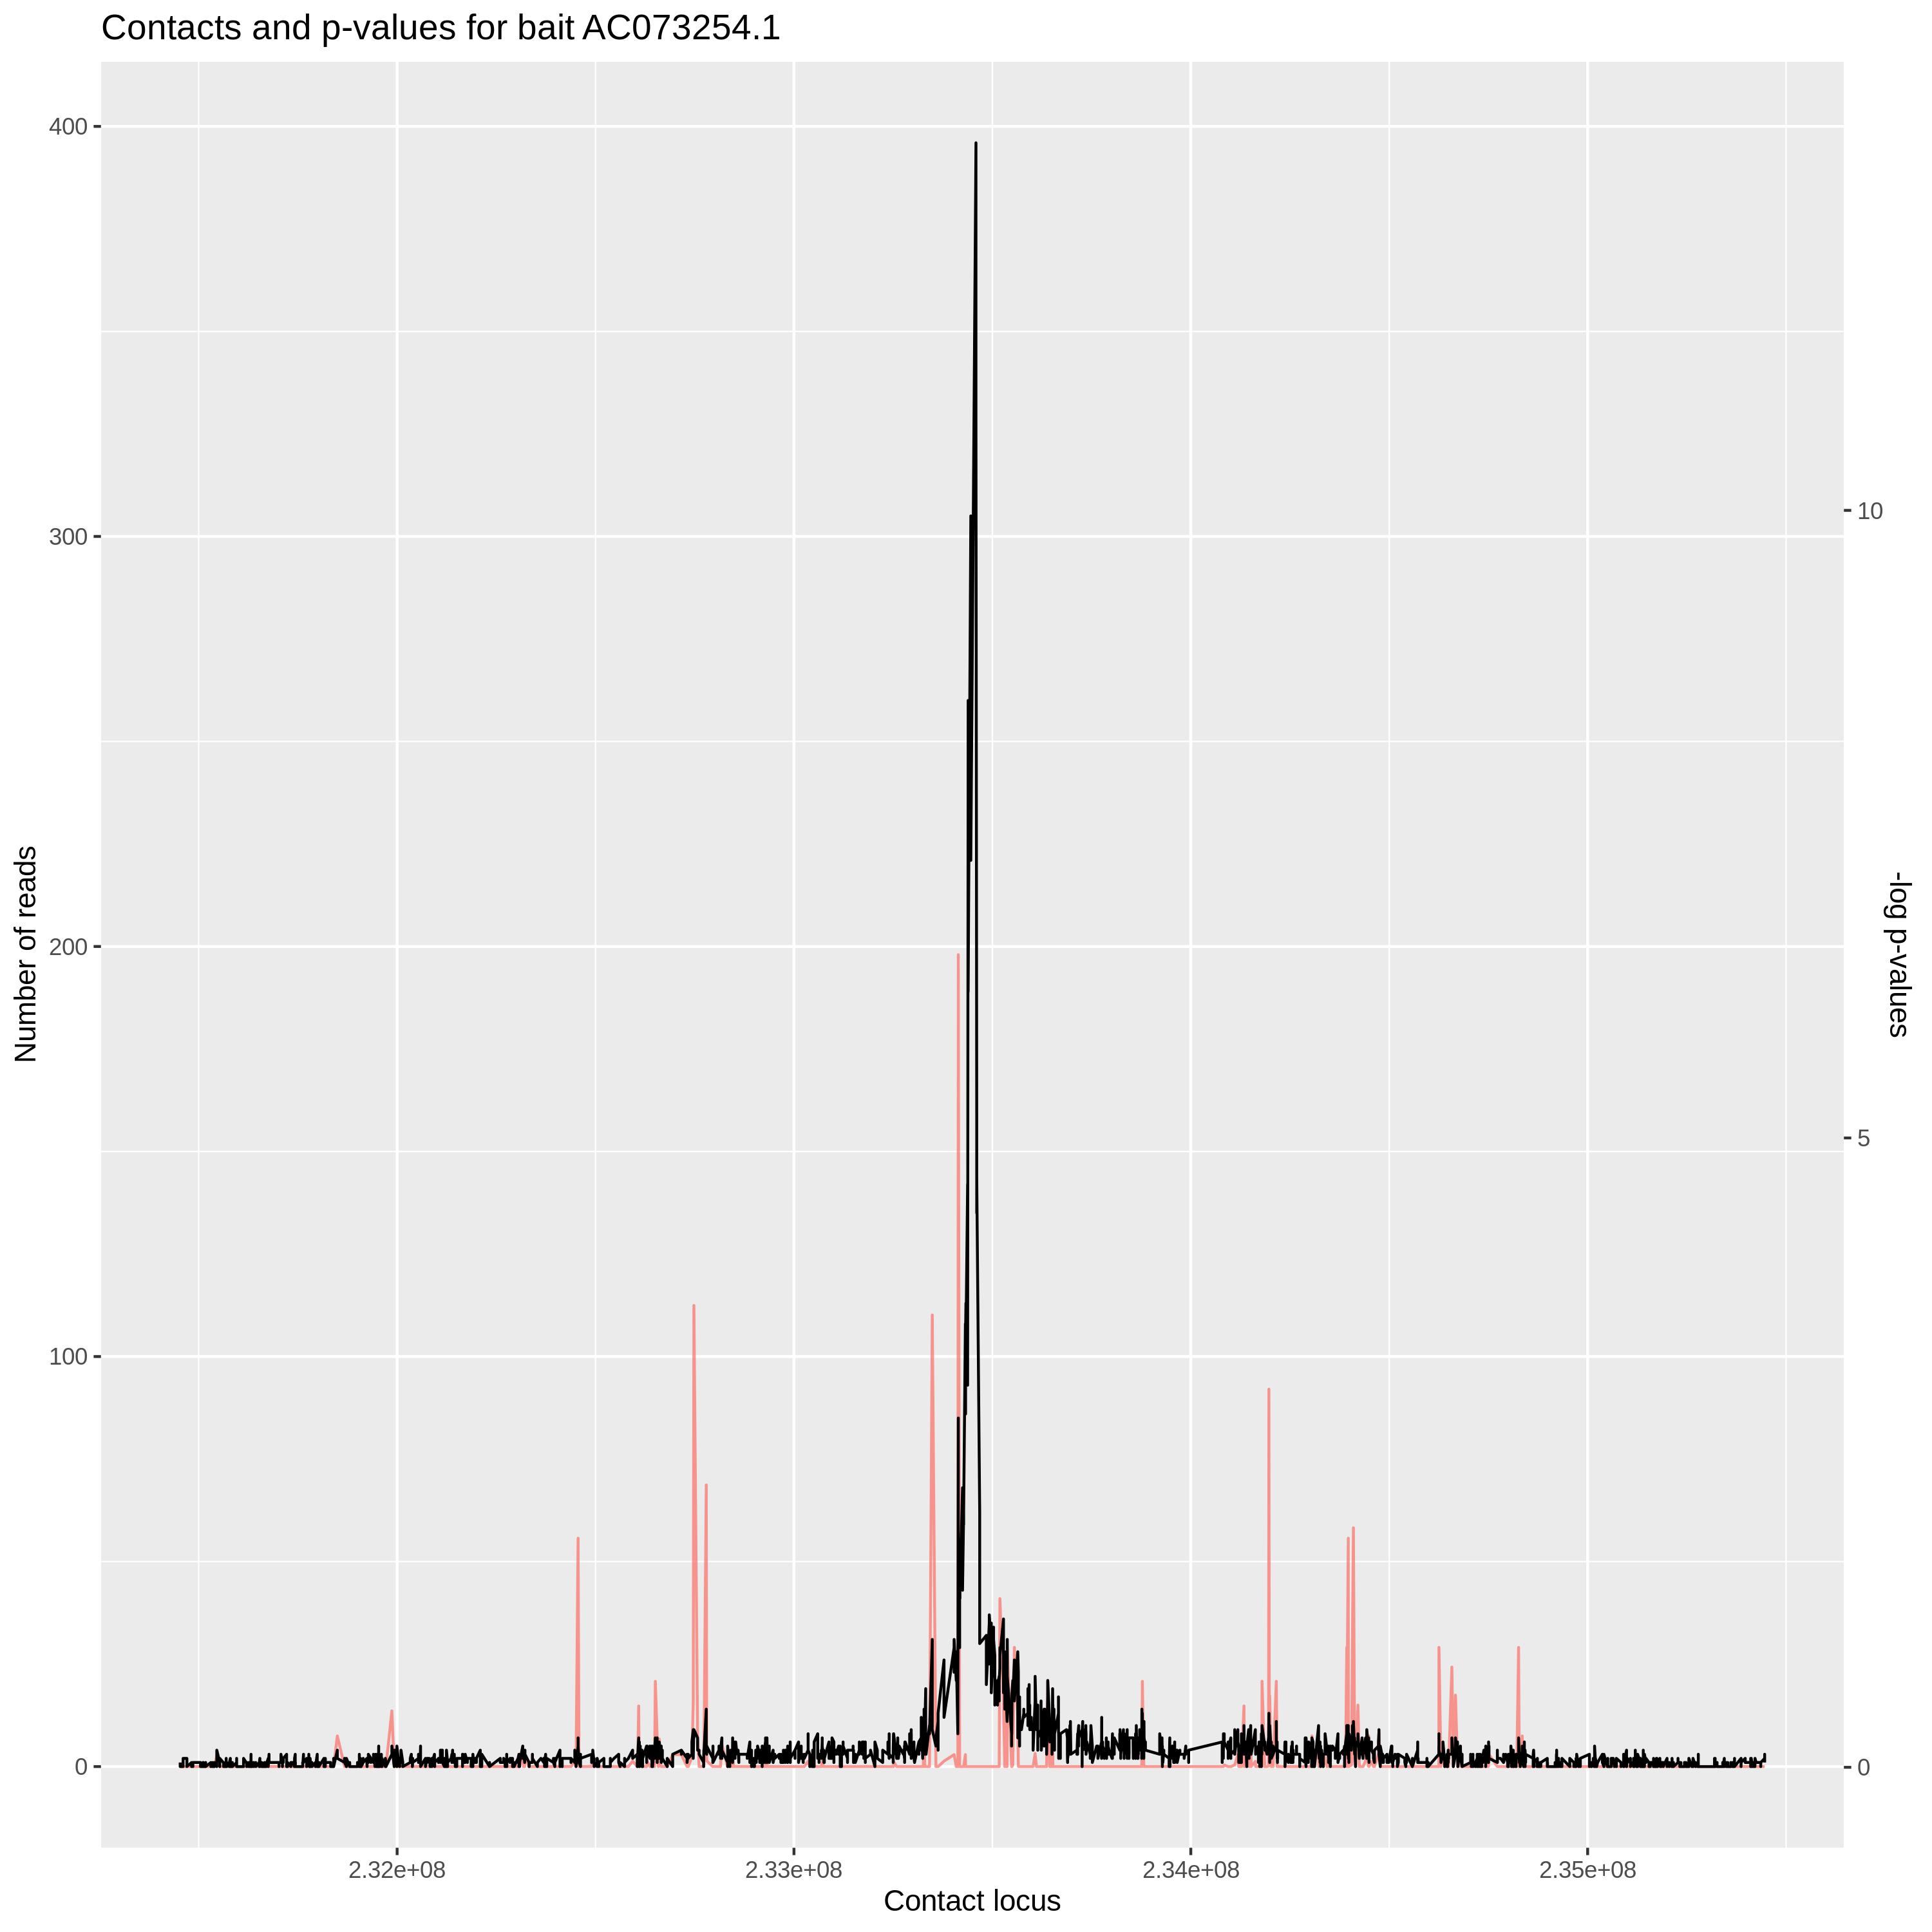 Contacts and p-values for bait AC073254.1
400
300
200
100
0
Number of reads
10
5
0
-log p-values
2.32e+08
2.33e+08
2.34e+08
2.35e+08
Contact locus